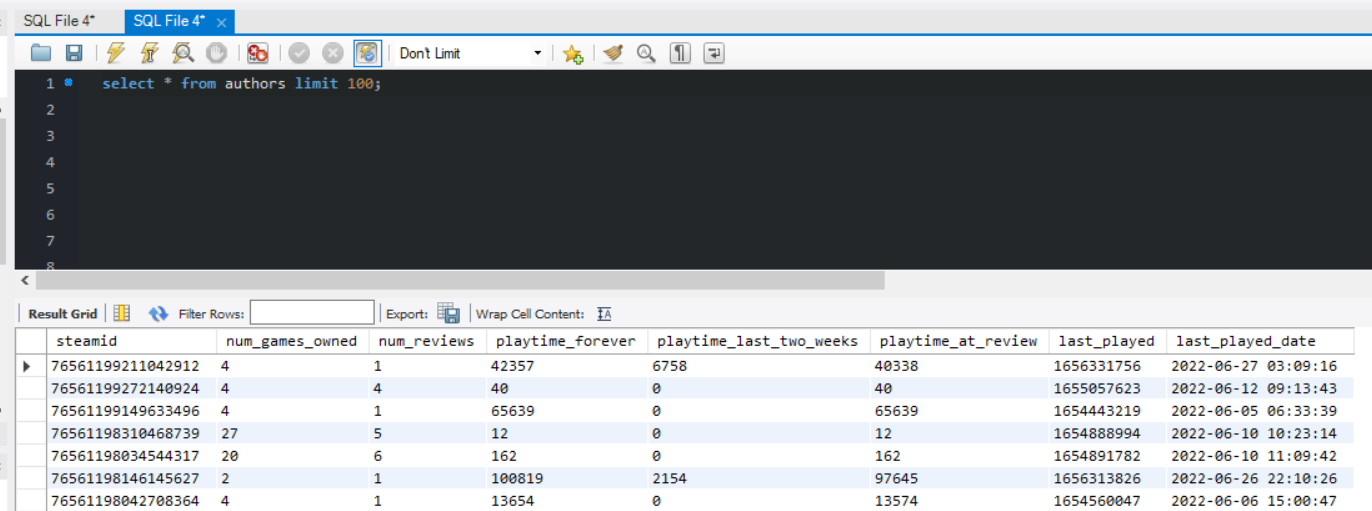 SQL File 4* SQL File 4*
Don't Limit
1 select * from authors limit 100;
2
3
4
5
6
7
8
Result Grid Filter Rows: Export: Wrap Cell Content: IA
steamid num_games_owned num_reviews playtime_forever playtime_last_two_weeks playtime_at_review last_played last_played_date
76561199211042912 4 1 42357 6758 40338 1656331756 2022-06-27 03:09:16
76561199272140924 4 4 40 0 40 1655057623 2022-06-12 09:13:43
76561199149633496 4 1 65639 0 65639 1654443219 2022-06-05 06:33:39
76561198310468739 27 5 12 0 12 1654888994 2022-06-10 10:23:14
76561198034544317 20 6 162 0 162 1654891782 2022-06-10 11:09:42
76561198146145627 2 1 100819 2154 97645 1656313826 2022-06-26 22:10:26
76561198042708364 4 1 13654 0 13574 1654560047 2022-06-06 15:00:47